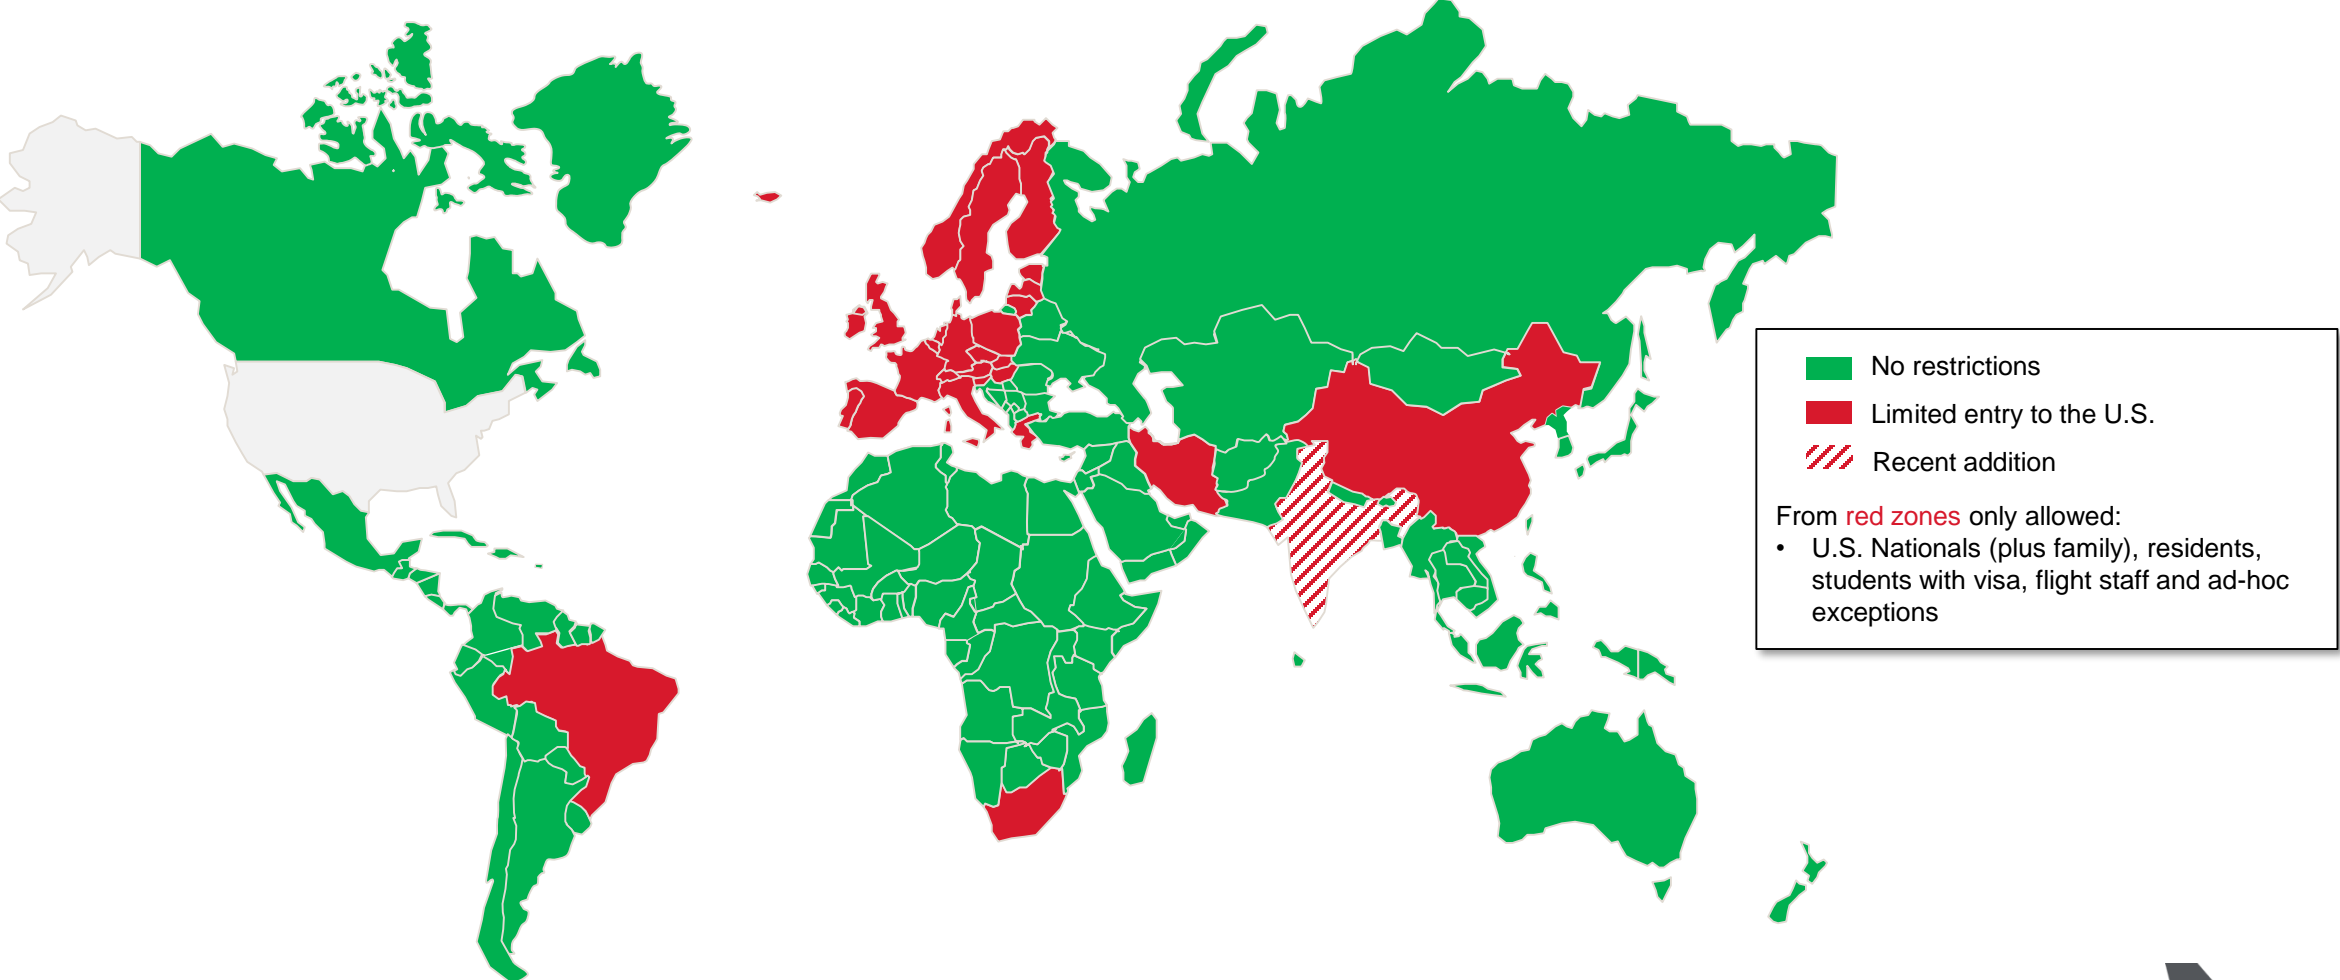 No restrictions
Limited entry to the U.S.
Recent addition
From red zones only allowed:
• U.S. Nationals (plus family), residents,
students with visa, flight staff and ad-hoc
exceptions